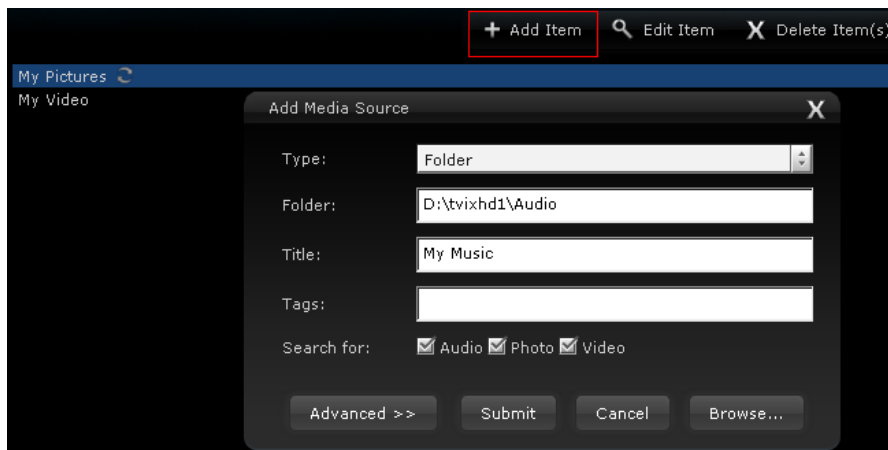 + Add Item Edit Item X Delete Item(s)
My Pictures
My Video
Add Media Source X
Type: Folder
Folder: D:\tvixhd1\Audio
Title: My Music
Tags:
Search for: Audio Photo Video
Advanced >> Submit Cancel Browse...